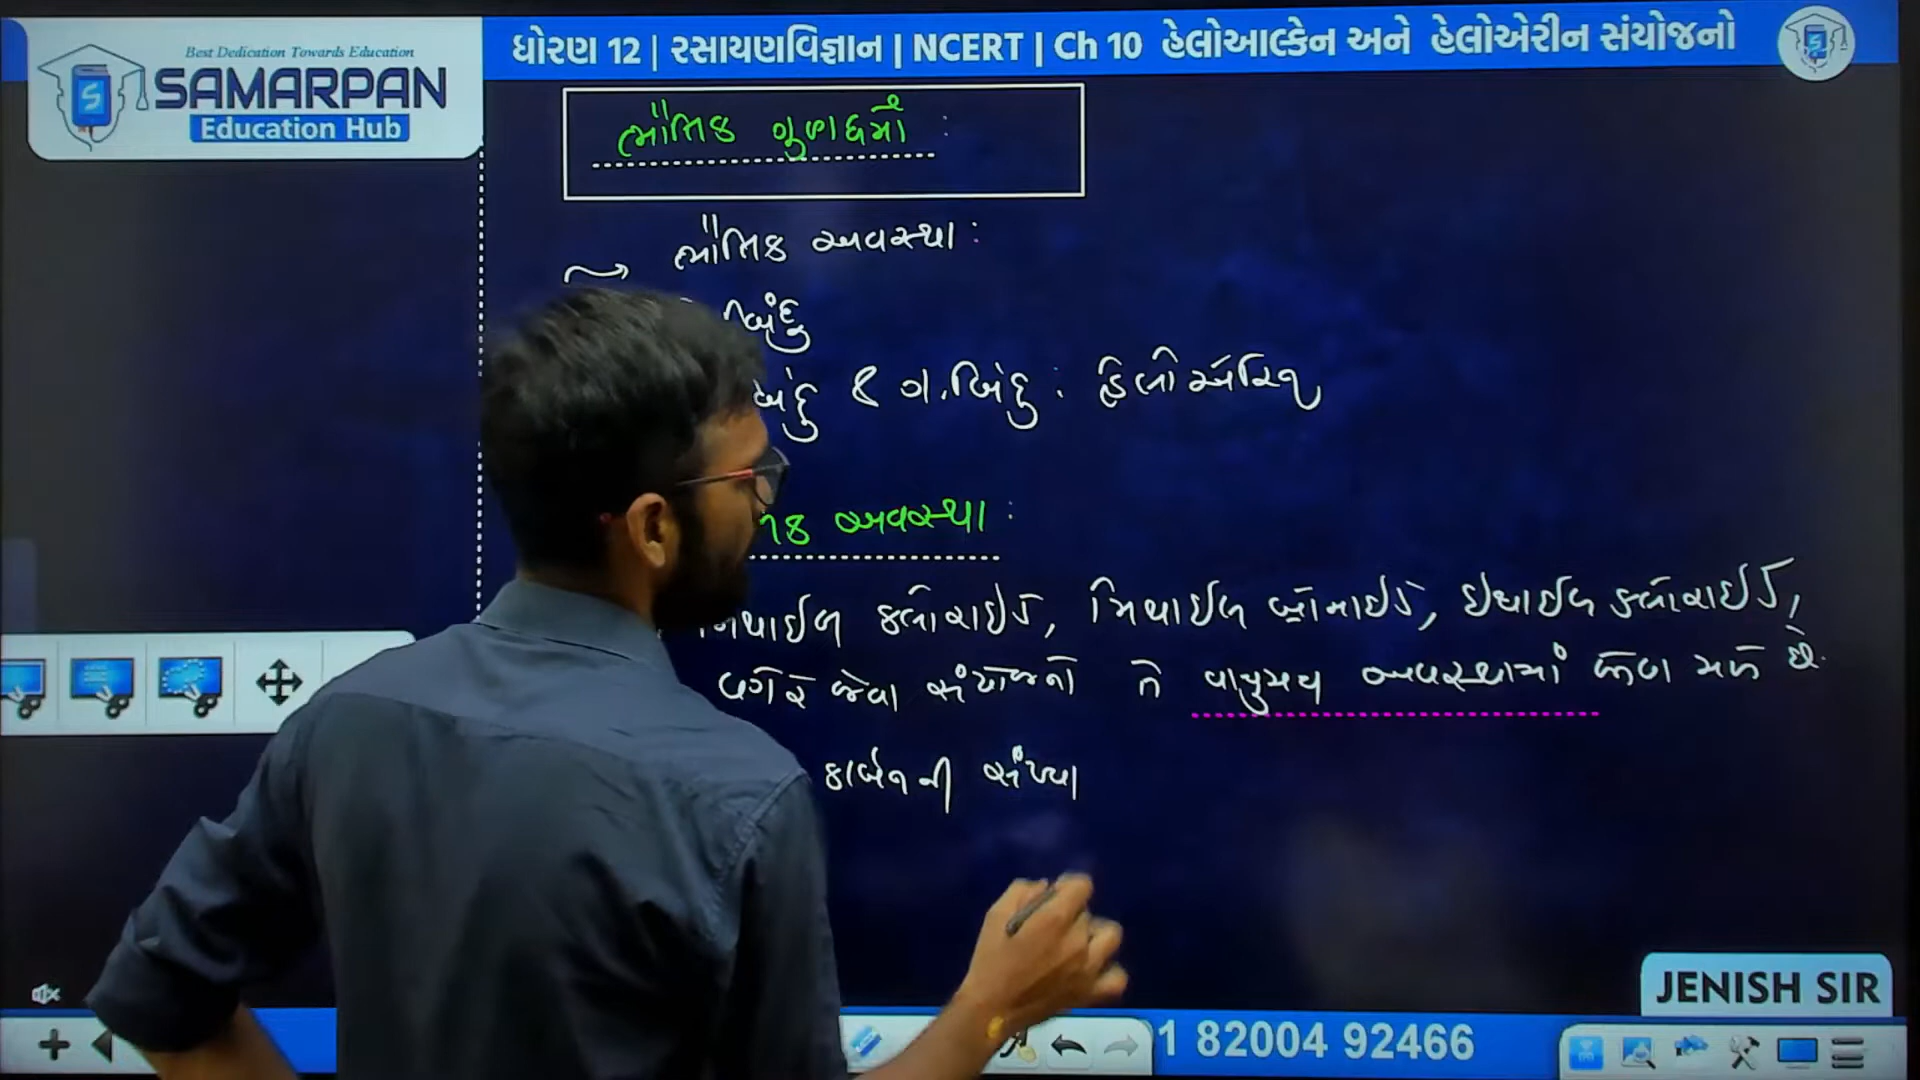 Best Dedication Towards Education
SAMARPAN
Education Hub
ધોરણ 12 | રસાયણવિજ્ઞાન | NCERT | Ch 10 હેલોઆલ્કેન અને હેલોએરીન સંયોજનો
ભૌતિક ગુણધર્મો :
ભૌતિક અવસ્થા :
બિંદુ
બિંદુ & ગ.બિંદુ : હેલોએરિન
અવસ્થા :
મિથાઈલ ક્લોરાઈડ, મિથાઈલ બ્રોમાઈડ, ઈથાઈલ ક્લોરાઈડ,
વગેરે જેવા સંયોજનો તે વાયુમય અવસ્થામાં જોવા મળે છે.
કાર્બનની સંખ્યા
JENISH SIR
1 82004 92466